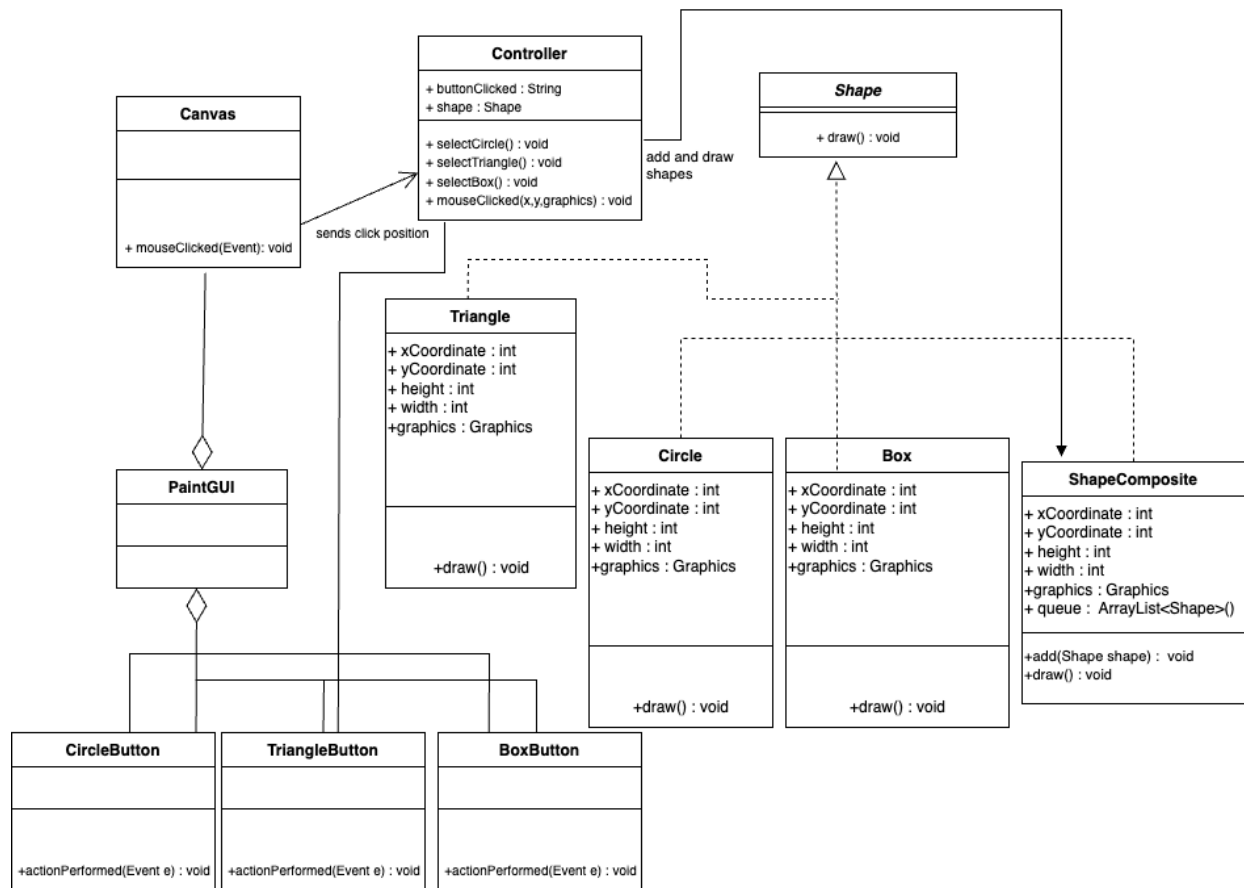 Controller
+ buttonClicked : String
+ shape : Shape
+ selectCircle() : void
+ selectTriangle() : void
+ selectBox() : void
+ mouseClicked(x,y,graphics) : void
Canvas
+ mouseClicked(Event): void
sends click position
add and draw
shapes
Shape
+ draw() : void
Triangle
+ xCoordinate : int
+ yCoordinate : int
+ height : int
+ width : int
+graphics : Graphics
+draw() : void
Circle
+ xCoordinate : int
+ yCoordinate : int
+ height : int
+ width : int
+graphics : Graphics
+draw() : void
Box
+ xCoordinate : int
+ yCoordinate : int
+ height : int
+ width : int
+graphics : Graphics
+draw() : void
ShapeComposite
+ xCoordinate : int
+ yCoordinate : int
+ height : int
+ width : int
+graphics : Graphics
+ queue : ArrayList<Shape>()
+add(Shape shape) : void
+draw() : void
PaintGUI
CircleButton
+actionPerformed(Event e) : void
TriangleButton
+actionPerformed(Event e) : void
BoxButton
+actionPerformed(Event e) : void